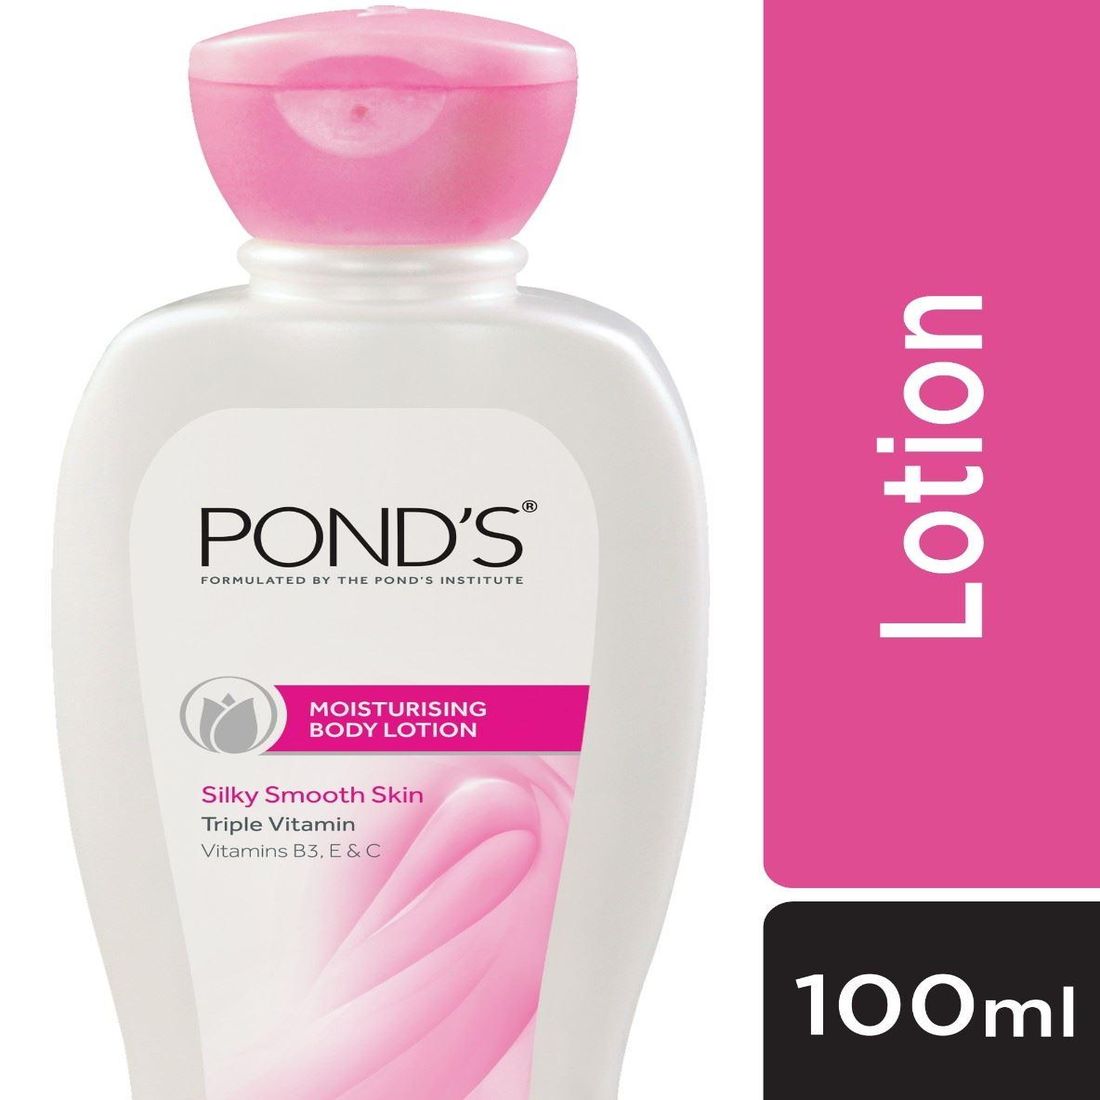 POND'S®
FORMULATED BY THE POND'S INSTITUTE
MOISTURISING
BODY LOTION
Silky Smooth Skin
Triple Vitamin
Vitamins B3, E & C
Lotion
100ml